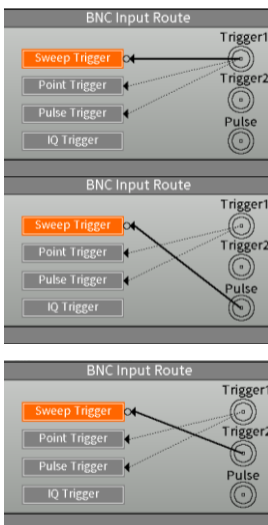 BNC Input Route
Trigger1
Sweep Trigger
Trigger2
Point Trigger
Pulse Trigger
Pulse
IQ Trigger
BNC Input Route
Trigger1
Sweep Trigger
Trigger2
Point Trigger
Pulse Trigger
Pulse
IQ Trigger
BNC Input Route
Trigger1
Sweep Trigger
Trigger2
Point Trigger
Pulse Trigger
Pulse
IQ Trigger